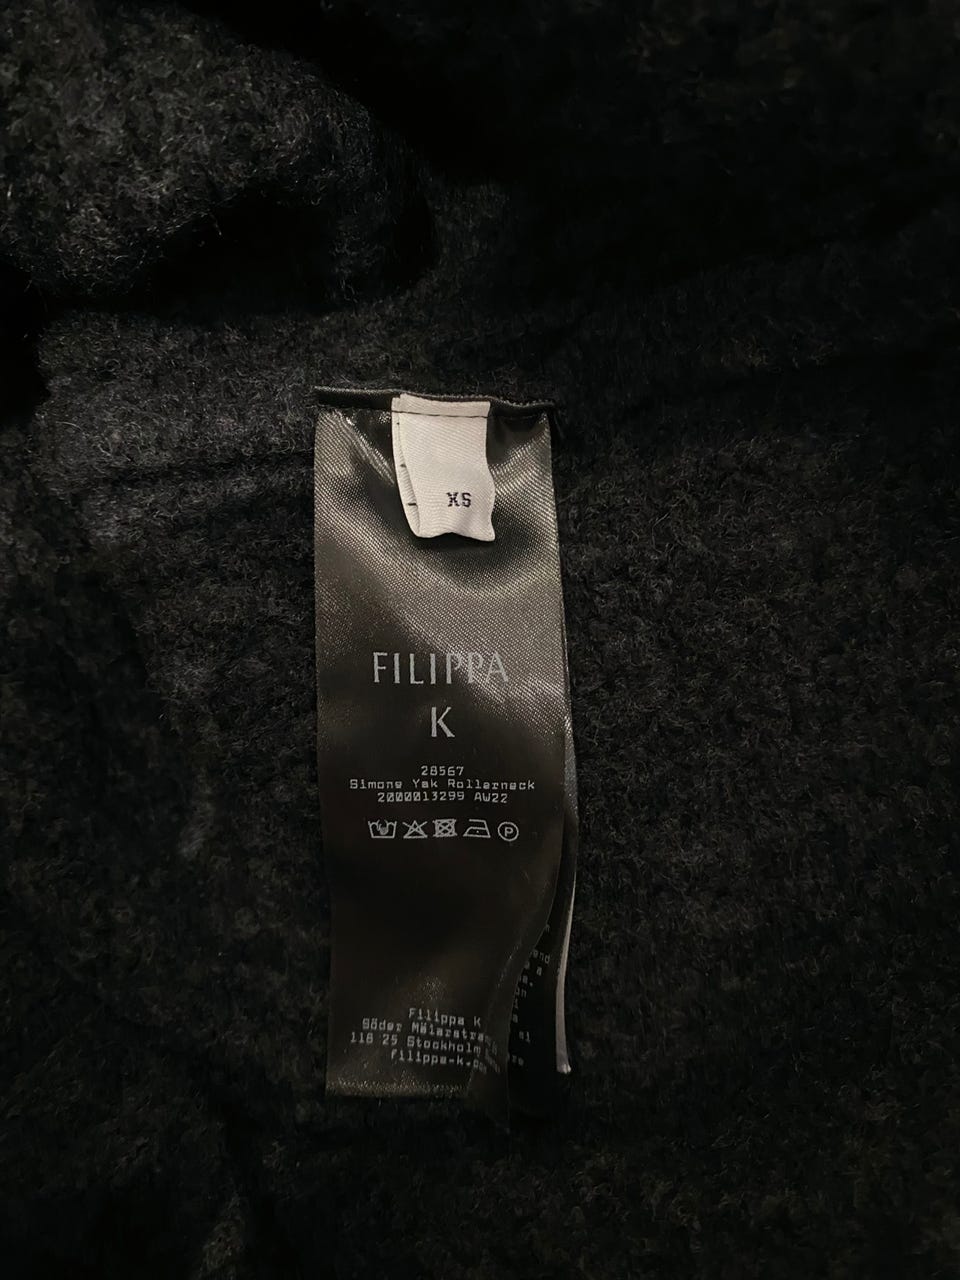 XS
FILIPPA
K
28567
Simone Yak Rollerneck
2000013299 AW22
P
Filippa K
Söder Mälarstrand
118 25 Stockholm
filippa-k.com